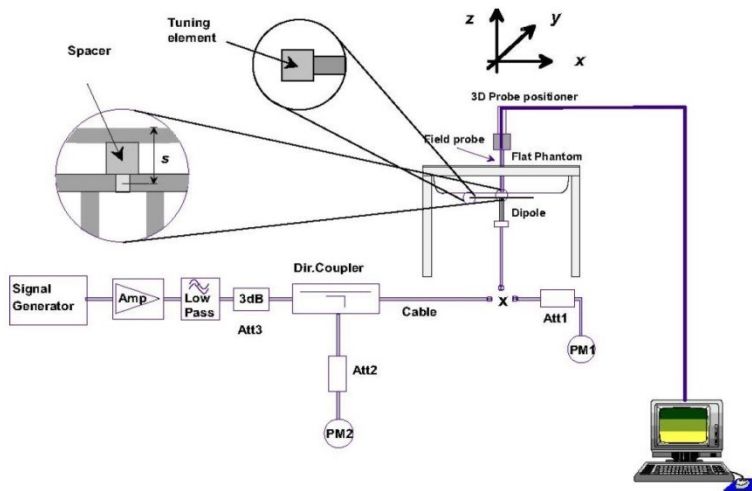 Tuning
element
Spacer
s
z
y
x
3D Probe positioner
Field probe
Flat Phantom
Dipole
Signal
Generator
Amp
Low
Pass
3dB
Att3
Dir.Coupler
Cable
x
Att1
PM1
Att2
PM2